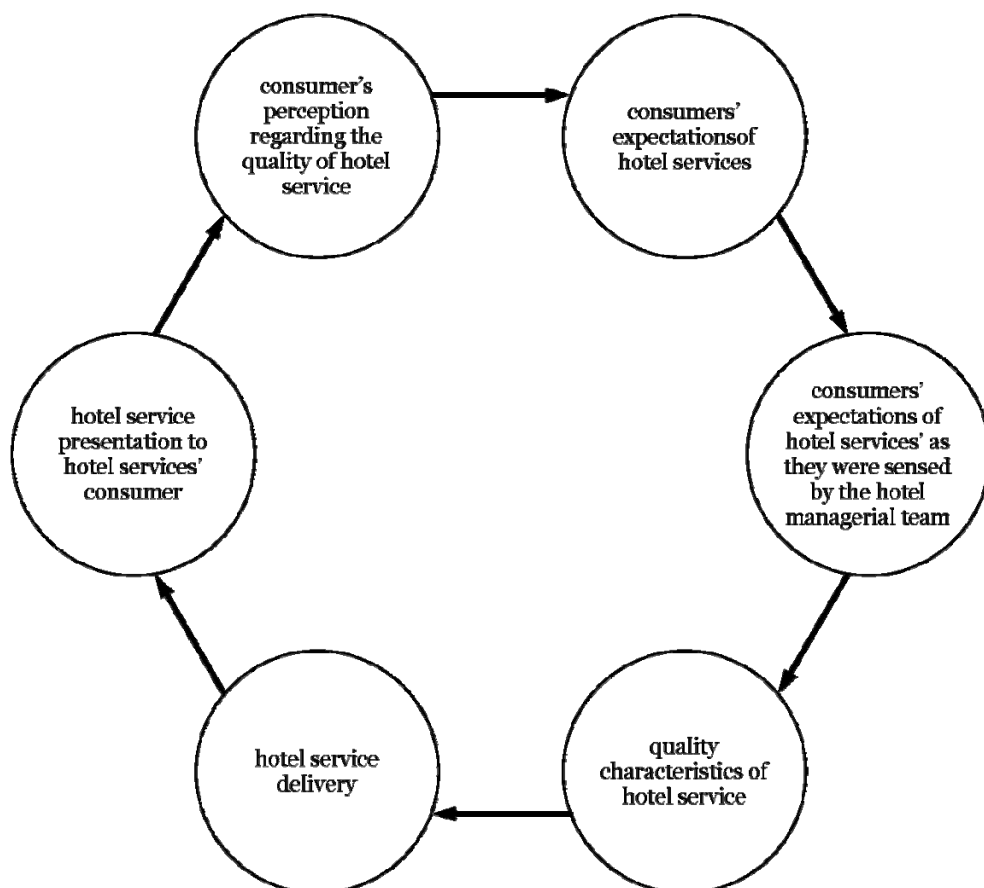 consumer's
perception
regarding the
quality of hotel
service
consumers'
expectationsof
hotel services
consumers'
expectations of
hotel services' as
they were sensed
by the hotel
managerial team
quality
characteristics of
hotel service
hotel service
delivery
hotel service
presentation to
hotel services'
consumer